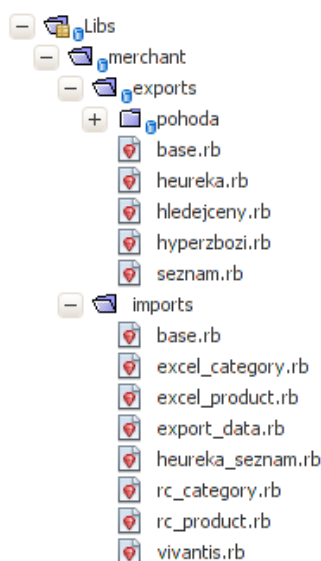 Libs
merchant
exports
pohoda
base.rb
heureka.rb
hledejceny.rb
hyperzbozi.rb
seznam.rb
imports
base.rb
excel_category.rb
excel_product.rb
export_data.rb
heureka_seznam.rb
rc_category.rb
rc_product.rb
vivantis.rb